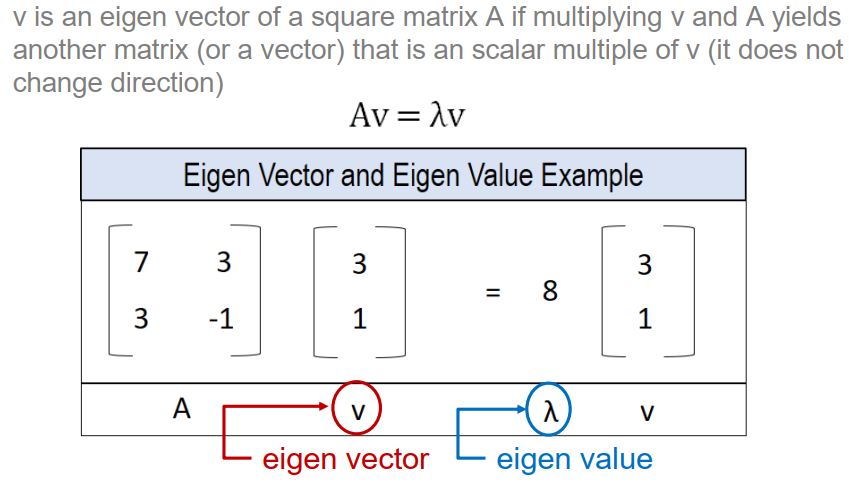 v is an eigen vector of a square matrix A if multiplying v and A yields
another matrix (or a vector) that is an scalar multiple of v (it does not
change direction)
Av = λv
Eigen Vector and Eigen Value Example
7 3 3 3
= 8
3 -1 1 1
A v λ v
eigen vector eigen value